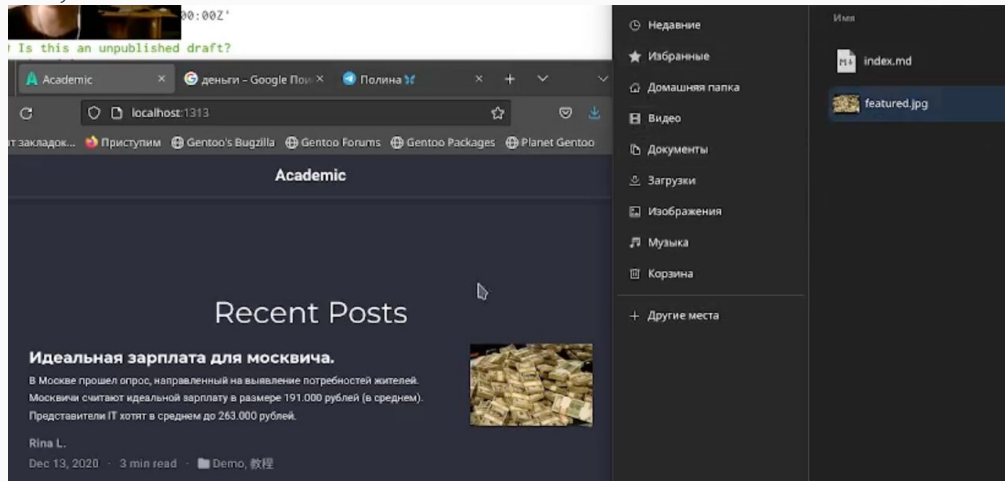 00:00Z'
Is this an unpublished draft?
Academic
деньги – Google
Полина
localhost:1313
закладок...
Приступим
Gentoo's Bugzilla
Gentoo Forums
Gentoo Packages
Planet Gentoo
Academic
Recent Posts
Идеальная зарплата для москвича.
В Москве прошел опрос, направленный на выявление потребностей жителей.
Москвичи считают идеальной зарплату в размере 191.000 рублей (в среднем).
Представители IT хотят в среднем до 263.000 рублей.
Rina L.
Dec 13, 2020 · 3 min read · Demo, 教程
Недавние
Избранные
Домашняя папка
Видео
Документы
Загрузки
Изображения
Музыка
Корзина
+ Другие места
Имя
index.md
featured.jpg